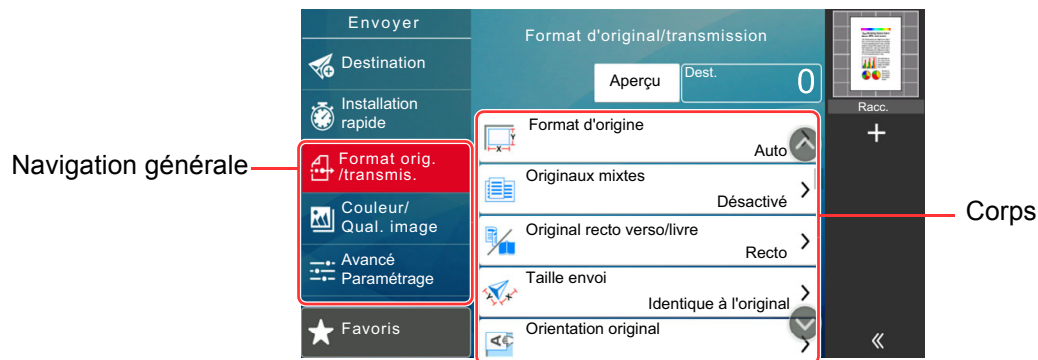 Envoyer
Destination
Installation
rapide
Navigation générale
Format orig.
/transmis.
Couleur/
Qual. image
Avancé
Paramétrage
Favoris
Format d'original/transmission
Aperçu
Dest.
0
Format d'origine
Auto
Originaux mixtes
Désactivé
Original recto verso/livre
Recto
Taille envoi
Identique à l'original
Orientation original
Racc.
+
«
Corps